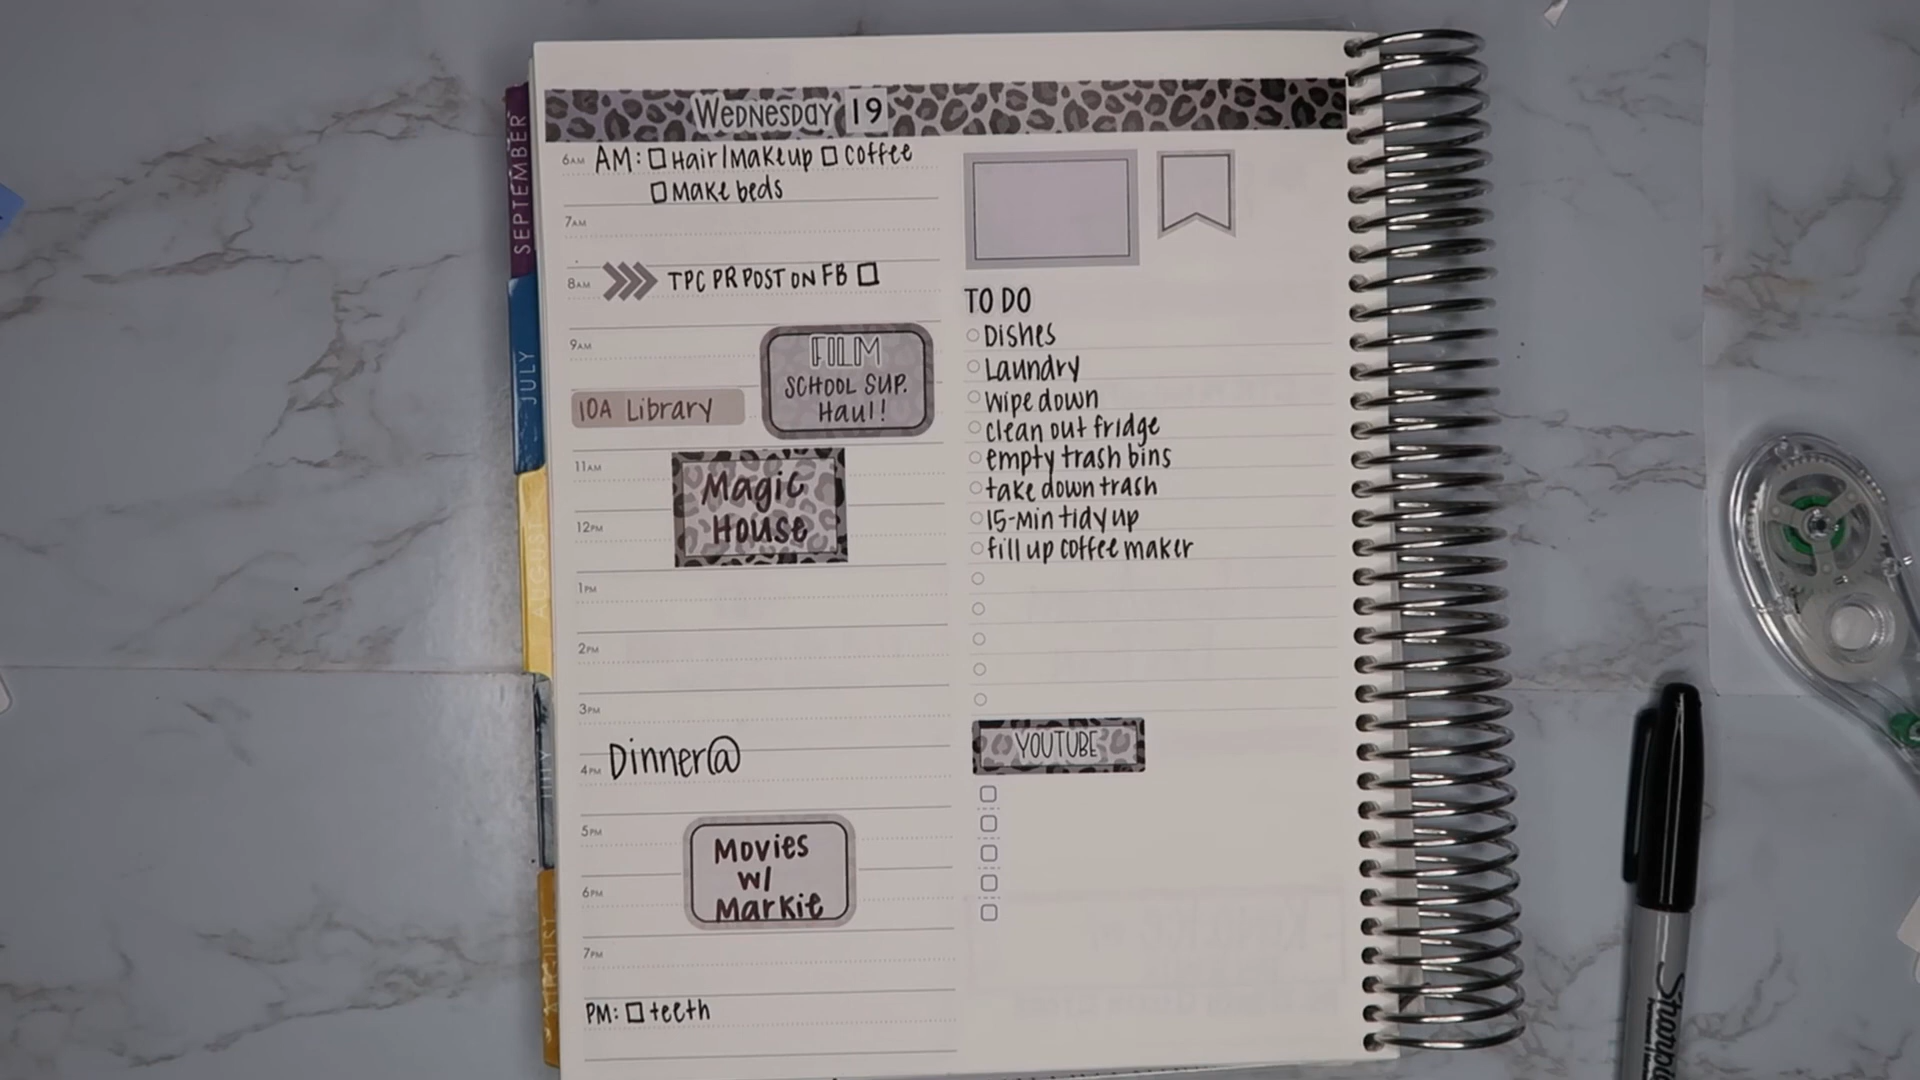 Wednesday 19
6AM AM: Hair/Makeup Coffee
Make beds
7AM
8AM TPC PR POST ON FB
9AM
FILM
SCHOOL SUP.
Haul!
10A Library
11AM
Magic
House
12PM
1PM
2PM
3PM
4PM Dinner@
5PM
Movies
w/
Markie
6PM
7PM
PM: teeth
TO DO
Dishes
Laundry
wipe down
clean out fridge
empty trash bins
take down trash
15-Min tidy up
fill up coffee maker
YOUTUBE
SEPTEMBER
JULY
AUGUST
JULY
AUGUST
Sharpie